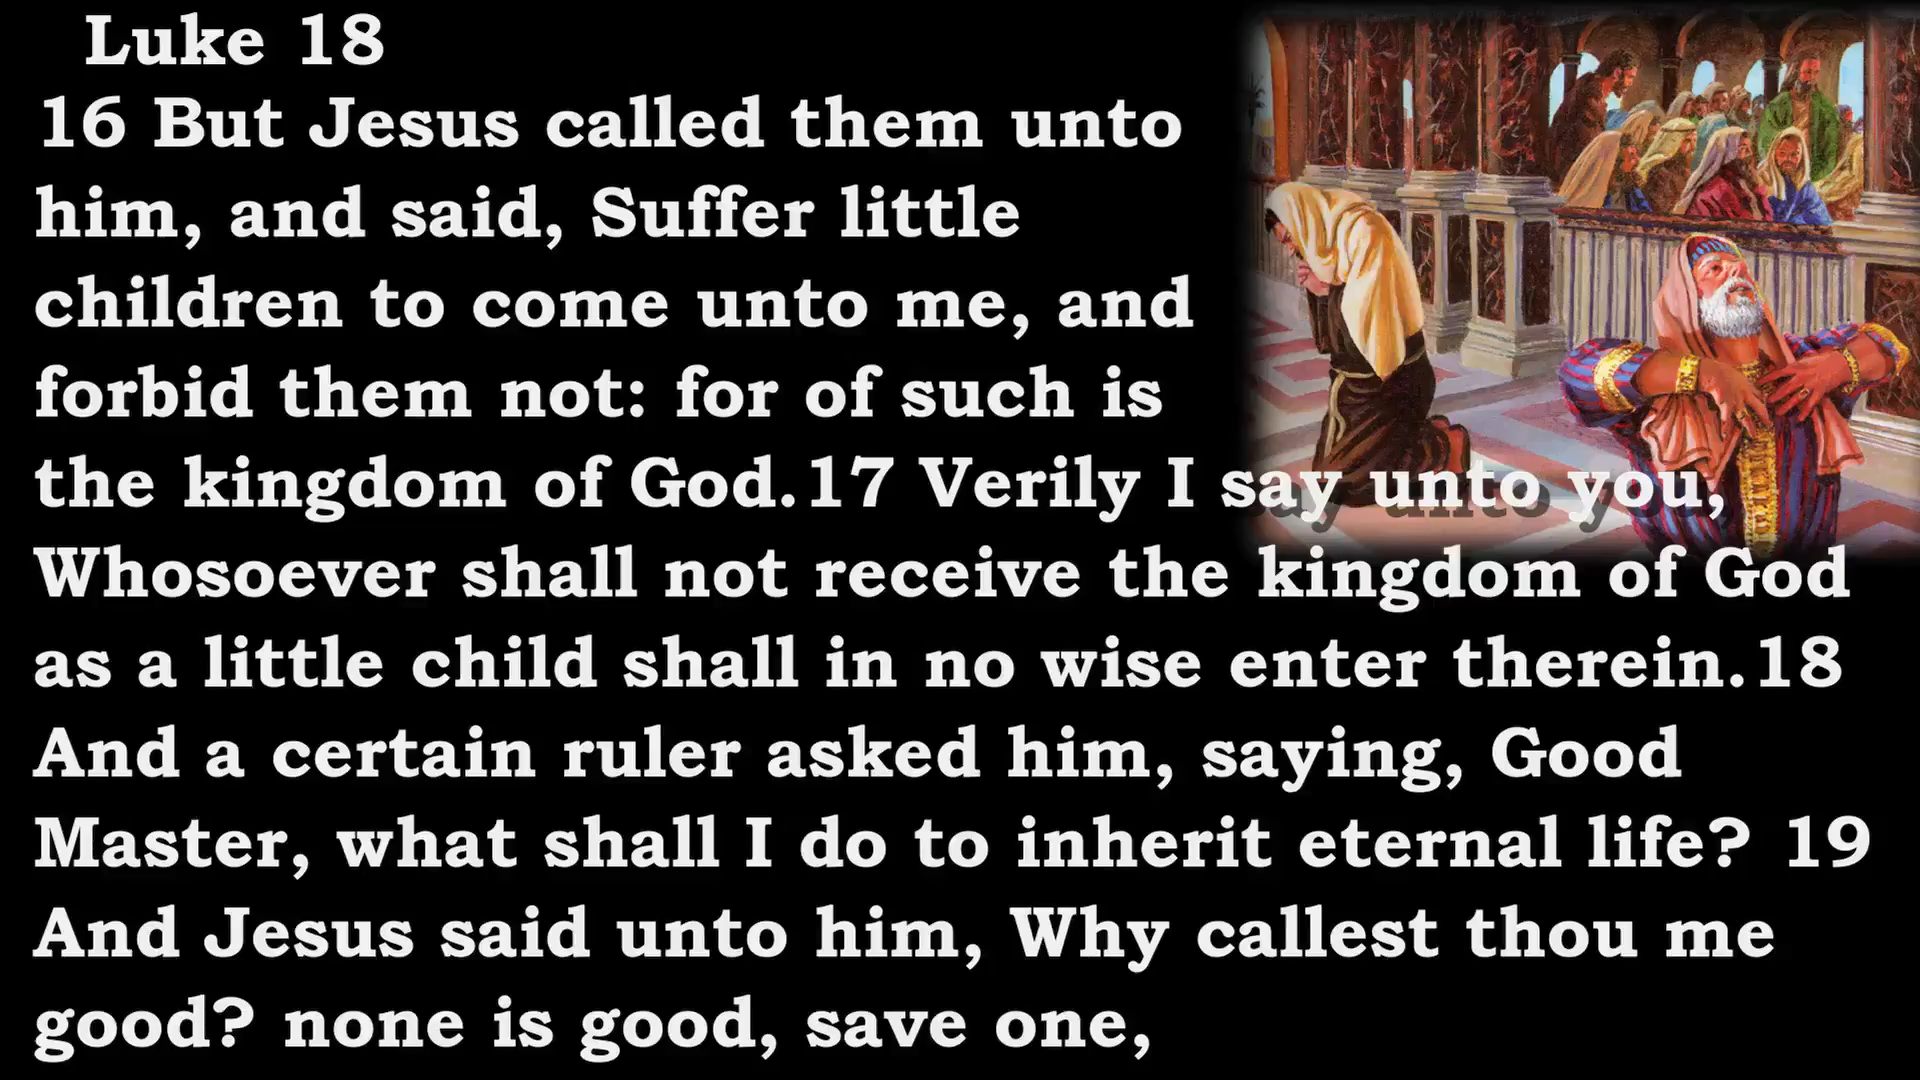 Luke 18
16 But Jesus called them unto
him, and said, Suffer little
children to come unto me, and
forbid them not: for of such is
the kingdom of God.17 Verily I say unto you,
Whosoever shall not receive the kingdom of God
as a little child shall in no wise enter therein.18
And a certain ruler asked him, saying, Good
Master, what shall I do to inherit eternal life? 19
And Jesus said unto him, Why callest thou me
good? none is good, save one,